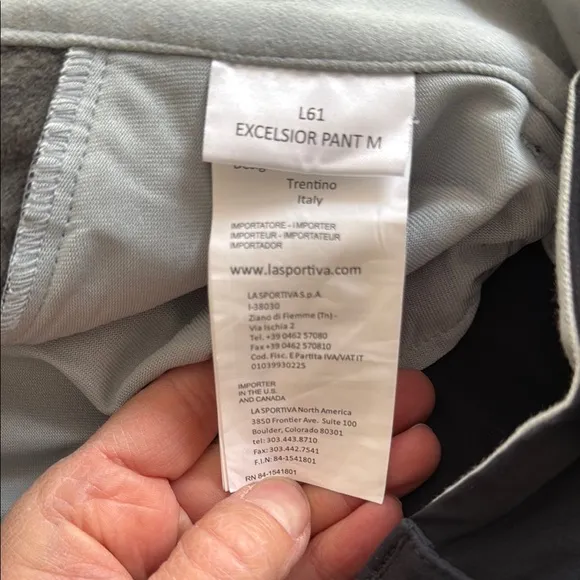 L61
EXCELSIOR PANT M
Trentino
Italy
IMPORTATORE - IMPORTER
IMPORTEUR - IMPORTATEUR
IMPORTADOR
www.lasportiva.com
LA SPORTIVA S.p.A.
I-38030
Ziano di Fiemme (Tn) -
Via Ischia 2
Tel. +39 0462 57080
Fax +39 0462 570810
Cod. Fisc. E Partita IVA/VAT IT
01039930225
IMPORTER
IN THE U.S.
AND CANADA
LA SPORTIVA North America
3850 Frontier Ave. Suite 100
Boulder, Colorado 80301
tel: 303.443.8710
Fax: 303.442.7541
F.I.N: 84-1541801
RN 84-1541801